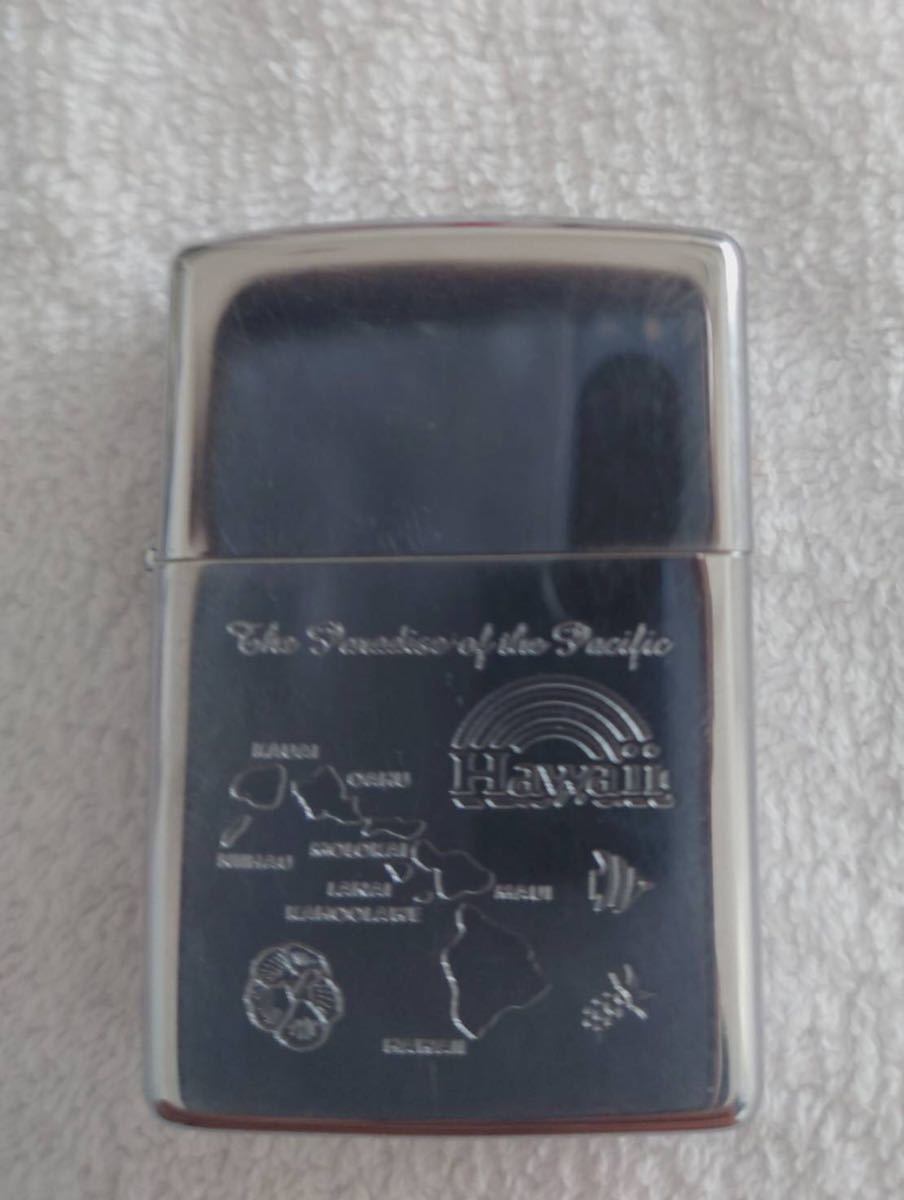 The Paradise of the Pacific
Hawaii
KAUAI
OAHU
NIIHAU
MOLOKAI
LANAI
MAUI
KAHOOLAWE
HAWAII